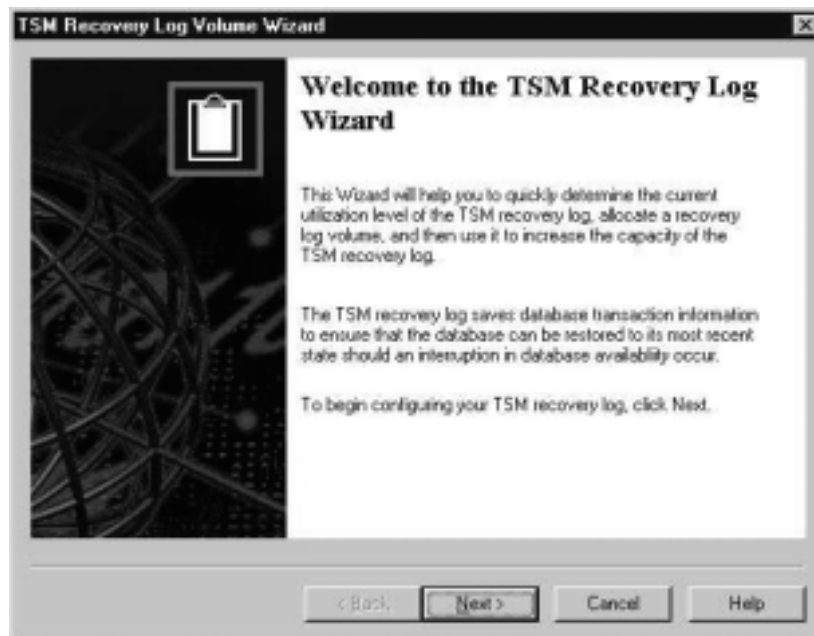 TSM Recovery Log Volume Wizard
Welcome to the TSM Recovery Log
Wizard
This Wizard will help you to quickly determine the current
utilization level of the TSM recovery log, allocate a recovery
log volume, and then use it to increase the capacity of the
TSM recovery log.
The TSM recovery log saves database transaction information
to ensure that the database can be restored to its most recent
state should an interruption in database availablity occur.
To begin configuring your TSM recovery log, click Next.
< Back
Next >
Cancel
Help